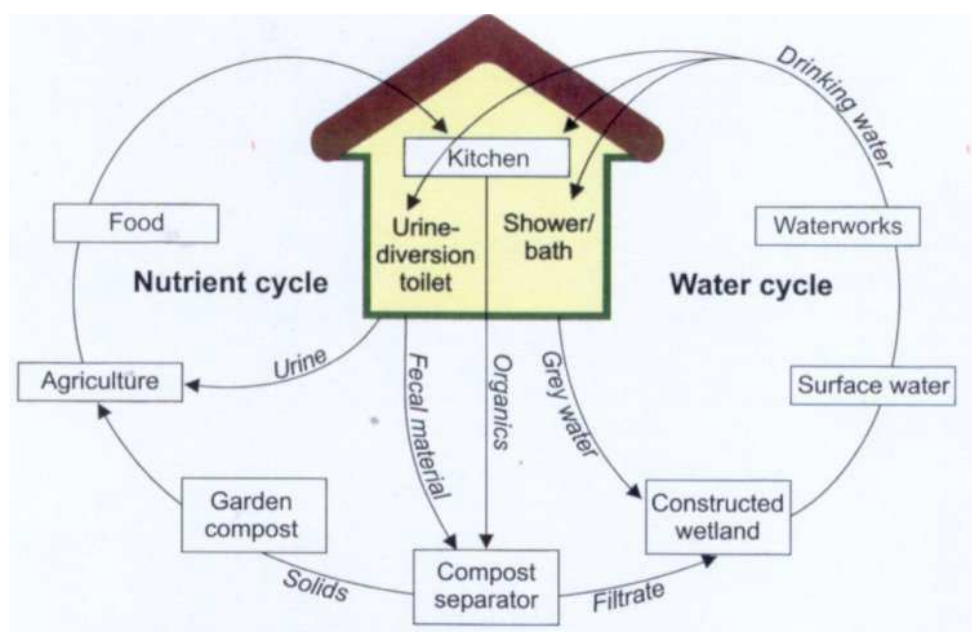 Drinking water
Kitchen
Food
Urine-
diversion
toilet
Shower/
bath
Waterworks
Nutrient cycle
Water cycle
Agriculture
Urine
Fecal material
Organics
Grey water
Surface water
Garden
compost
Constructed
wetland
Solids
Compost
separator
Filtrate